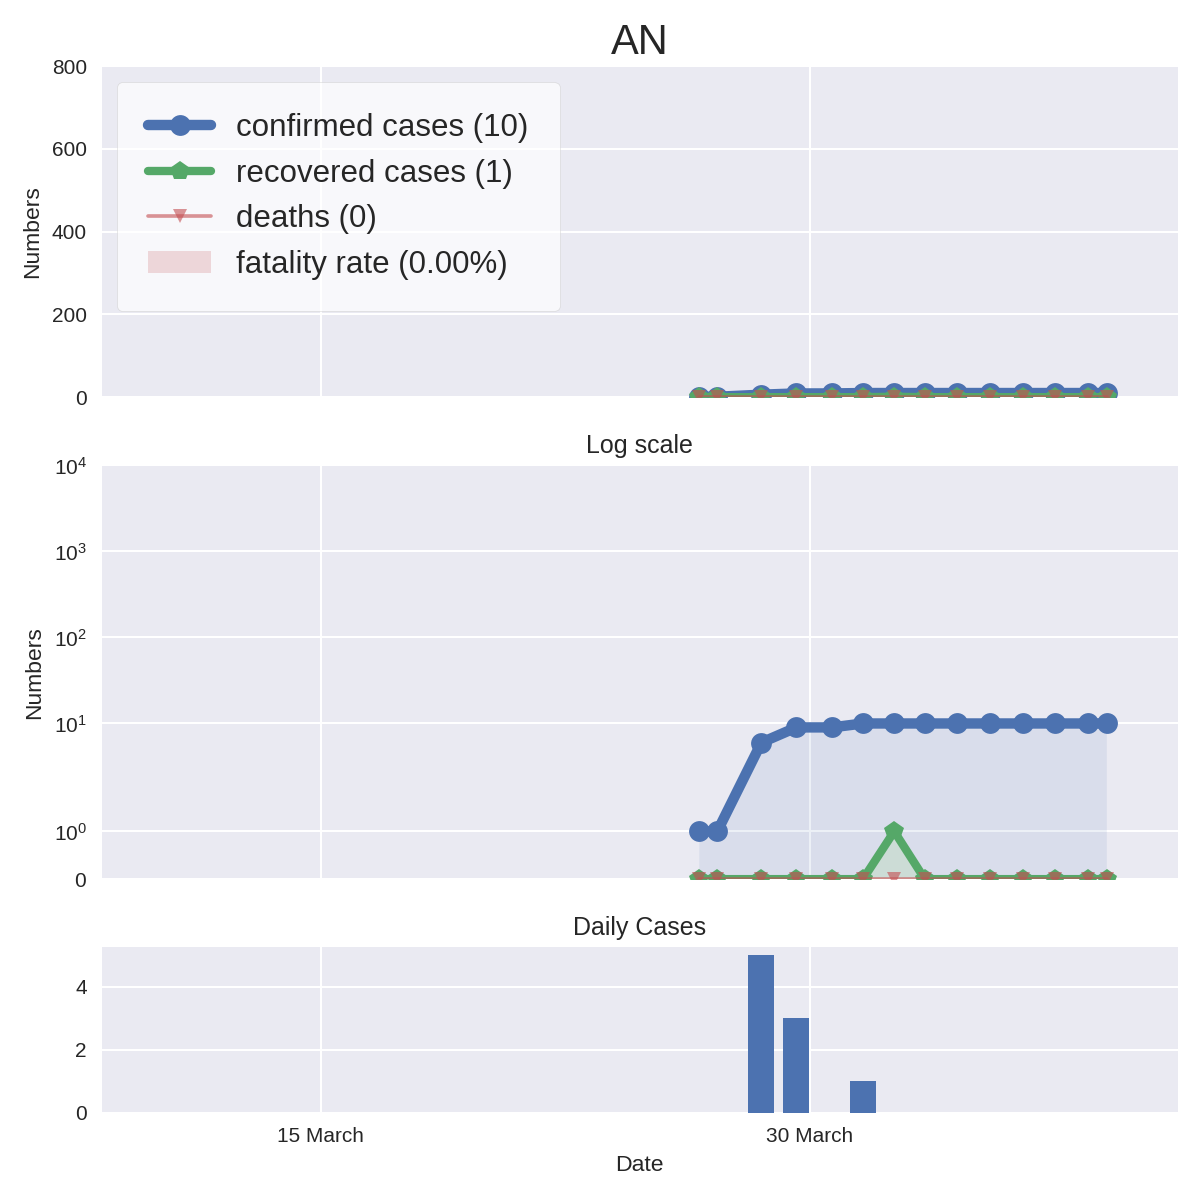 AN
800
600
400
200
0
Numbers
confirmed cases (10)
recovered cases (1)
deaths (0)
fatality rate (0.00%)
Log scale
10⁴
10³
10²
10¹
10⁰
0
Numbers
Daily Cases
4
2
0
15 March
30 March
Date